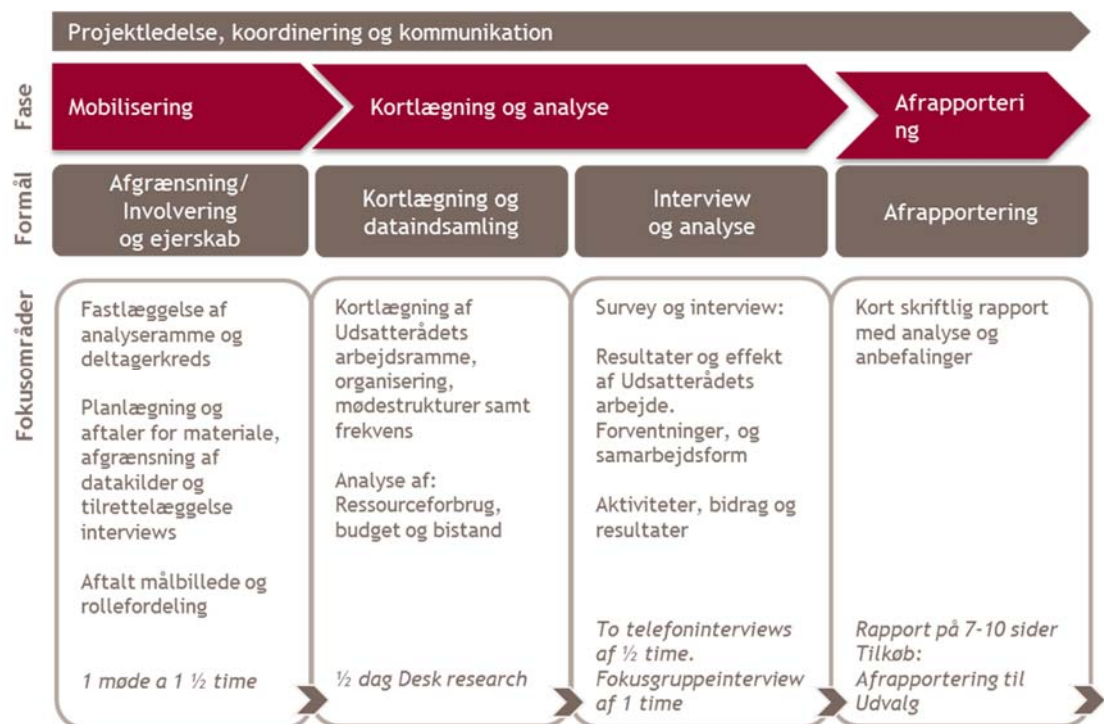 Projektledelse, koordinering og kommunikation
Fase
Mobilisering
Kortlægning og analyse
Afrapporteri
ng
Formål
Afgrænsning/
Involvering
og ejerskab
Kortlægning og
dataindsamling
Interview
og analyse
Afrapportering
Fokusområder
Fastlæggelse af
analyseramme og
deltagerkreds
Planlægning og
aftaler for materiale,
afgrænsning af
datakilder og
tilrettelæggelse
interviews
Aftalt målbillede og
rollefordeling
1 møde a 1 ½ time
Kortlægning af
Udsatterådets
arbejdsramme,
organisering,
mødestrukturer samt
frekvens
Analyse af:
Ressourceforbrug,
budget og bistand
½ dag Desk research
Survey og interview:
Resultater og effekt
af Udsatterådets
arbejde.
Forventninger, og
samarbejdsform
Aktiviteter, bidrag og
resultater
To telefoninterviews
af ½ time.
Fokusgruppeinterview
af 1 time
Kort skriftlig rapport
med analyse og
anbefalinger
Rapport på 7-10 sider
Tilkøb:
Afrapportering til
Udvalg